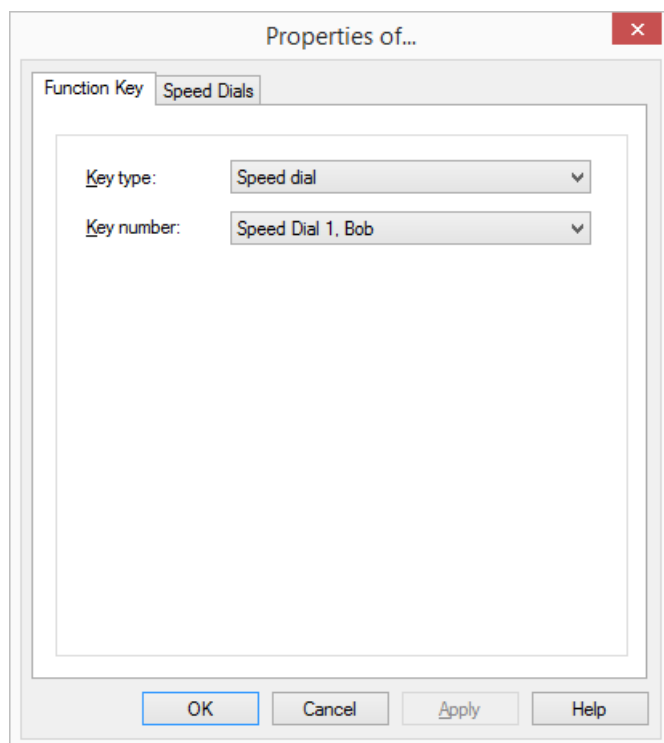 Properties of...
Function Key Speed Dials
Key type: Speed dial
Key number: Speed Dial 1, Bob
OK Cancel Apply Help